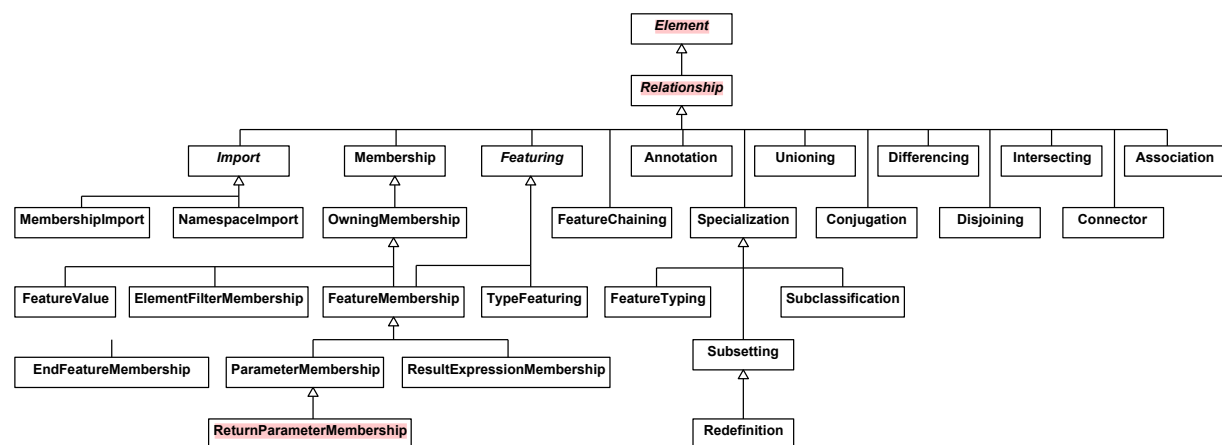 Element
Relationship
Import
Membership
Featuring
Annotation
Unioning
Differencing
Intersecting
Association
MembershipImport
NamespaceImport
OwningMembership
FeatureChaining
Specialization
Conjugation
Disjoining
Connector
FeatureValue
ElementFilterMembership
FeatureMembership
TypeFeaturing
FeatureTyping
Subclassification
EndFeatureMembership
ParameterMembership
ResultExpressionMembership
Subsetting
ReturnParameterMembership
Redefinition